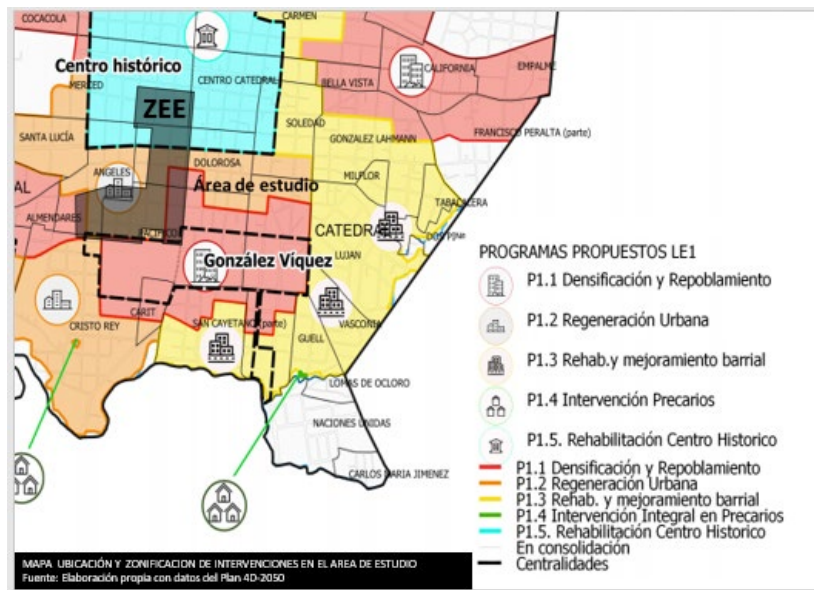 COCACOLA
CARMEN
CALIFORNIA
EMPALME
Centro histórico
MERCED
CENTRO CATEDRAL
BELLA VISTA
ZEE
SOLEDAD
FRANCISCO PERALTA (parte)
SANTA LUCÍA
GONZALEZ LAHMANN
DOLOROSA
ANGELES
MILFLOR
AL
Área de estudio
TABACALERA
ALMENDARES
PACIFICO
CATEDRAL
LUJAN
González Víquez
PROGRAMAS PROPUESTOS LE1
P1.1 Densificación y Repoblamiento
P1.2 Regeneración Urbana
P1.3 Rehab.y mejoramiento barrial
P1.4 Intervención Precarios
P1.5. Rehabilitación Centro Historico
CARIT
CRISTO REY
SAN CAYETANO (parte)
VASCONIA
GUELL
LOMAS DE OCLORO
NACIONES UNIDAS
CARLOS MARIA JIMENEZ
P1.1 Densificación y Repoblamiento
P1.2 Regeneración Urbana
P1.3 Rehab. y mejoramiento barrial
P1.4 Intervención Integral en Precarios
P1.5. Rehabilitación Centro Historico
En consolidación
Centralidades
MAPA UBICACIÓN Y ZONIFICACION DE INTERVENCIONES EN EL AREA DE ESTUDIO
Fuente: Elaboración propia con datos del Plan 4D-2050